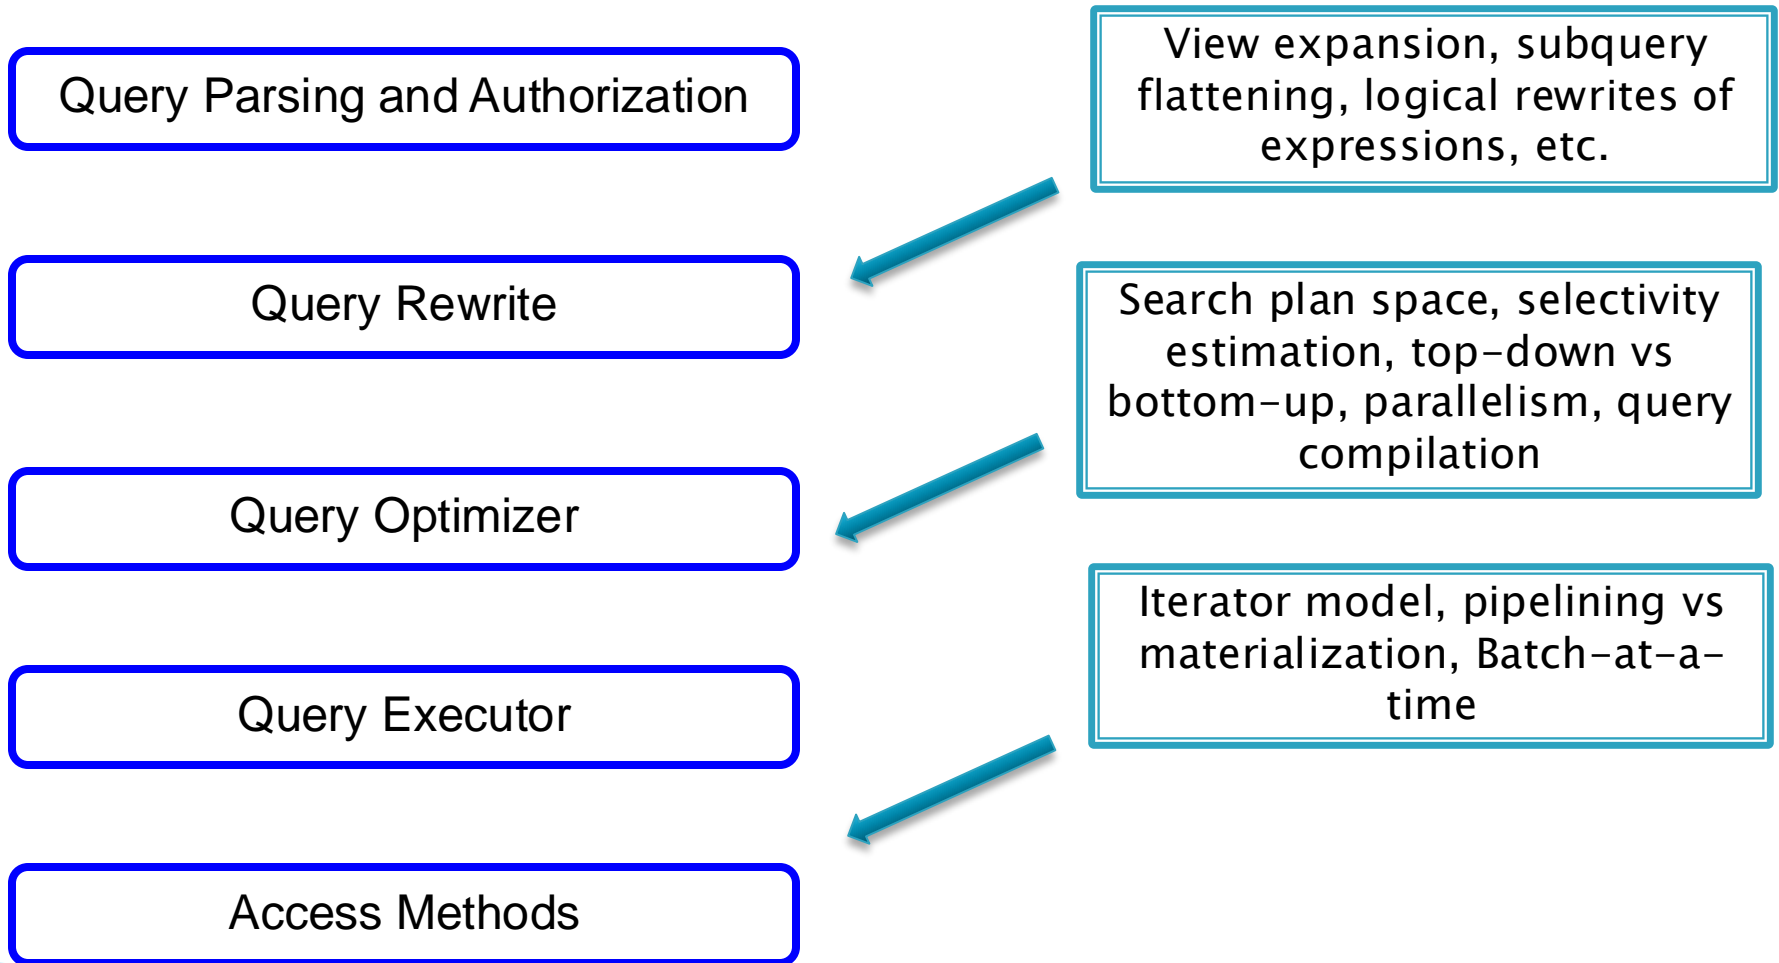 Query Parsing and Authorization
Query Rewrite
Query Optimizer
Query Executor
Access Methods
View expansion, subquery
flattening, logical rewrites of
expressions, etc.
Search plan space, selectivity
estimation, top-down vs
bottom-up, parallelism, query
compilation
Iterator model, pipelining vs
materialization, Batch-at-a-
time